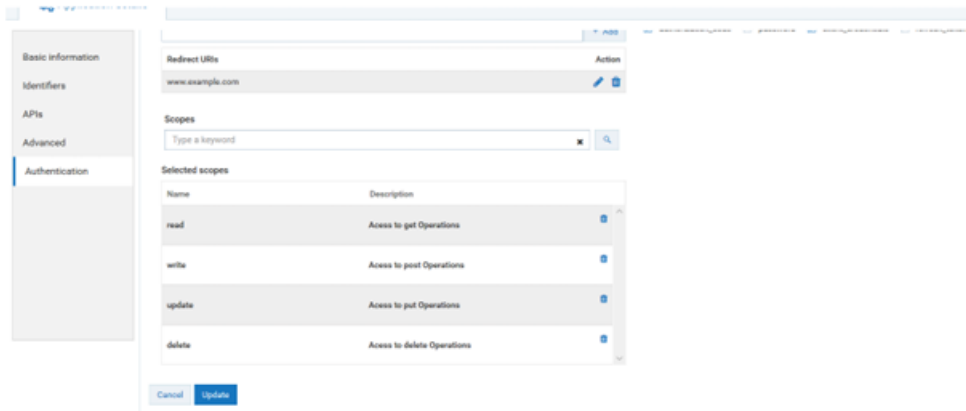 Application Details
+ Add
Basic information
Identifiers
APIs
Advanced
Authentication
Redirect URIs Action
www.example.com
Scopes
Type a keyword
Selected scopes
Name Description
read Acess to get Operations
write Acess to post Operations
update Acess to put Operations
delete Acess to delete Operations
Cancel Update